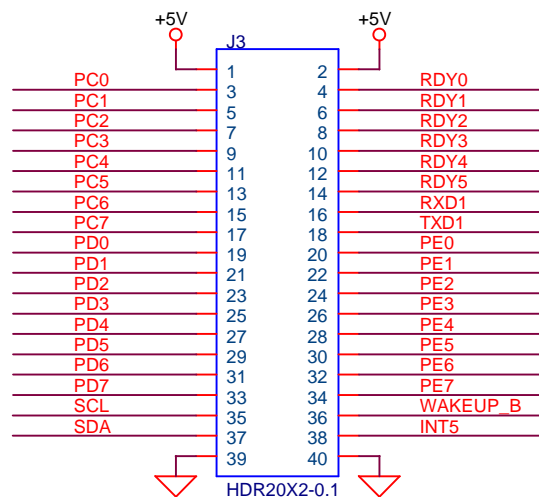 +5V +5V
J3
1 2
PC0 3 4 RDY0
PC1 5 6 RDY1
PC2 7 8 RDY2
PC3 9 10 RDY3
PC4 11 12 RDY4
PC5 13 14 RDY5
PC6 15 16 RXD1
PC7 17 18 TXD1
PD0 19 20 PE0
PD1 21 22 PE1
PD2 23 24 PE2
PD3 25 26 PE3
PD4 27 28 PE4
PD5 29 30 PE5
PD6 31 32 PE6
PD7 33 34 PE7
SCL 35 36 WAKEUP_B
SDA 37 38 INT5
39 40
HDR20X2-0.1